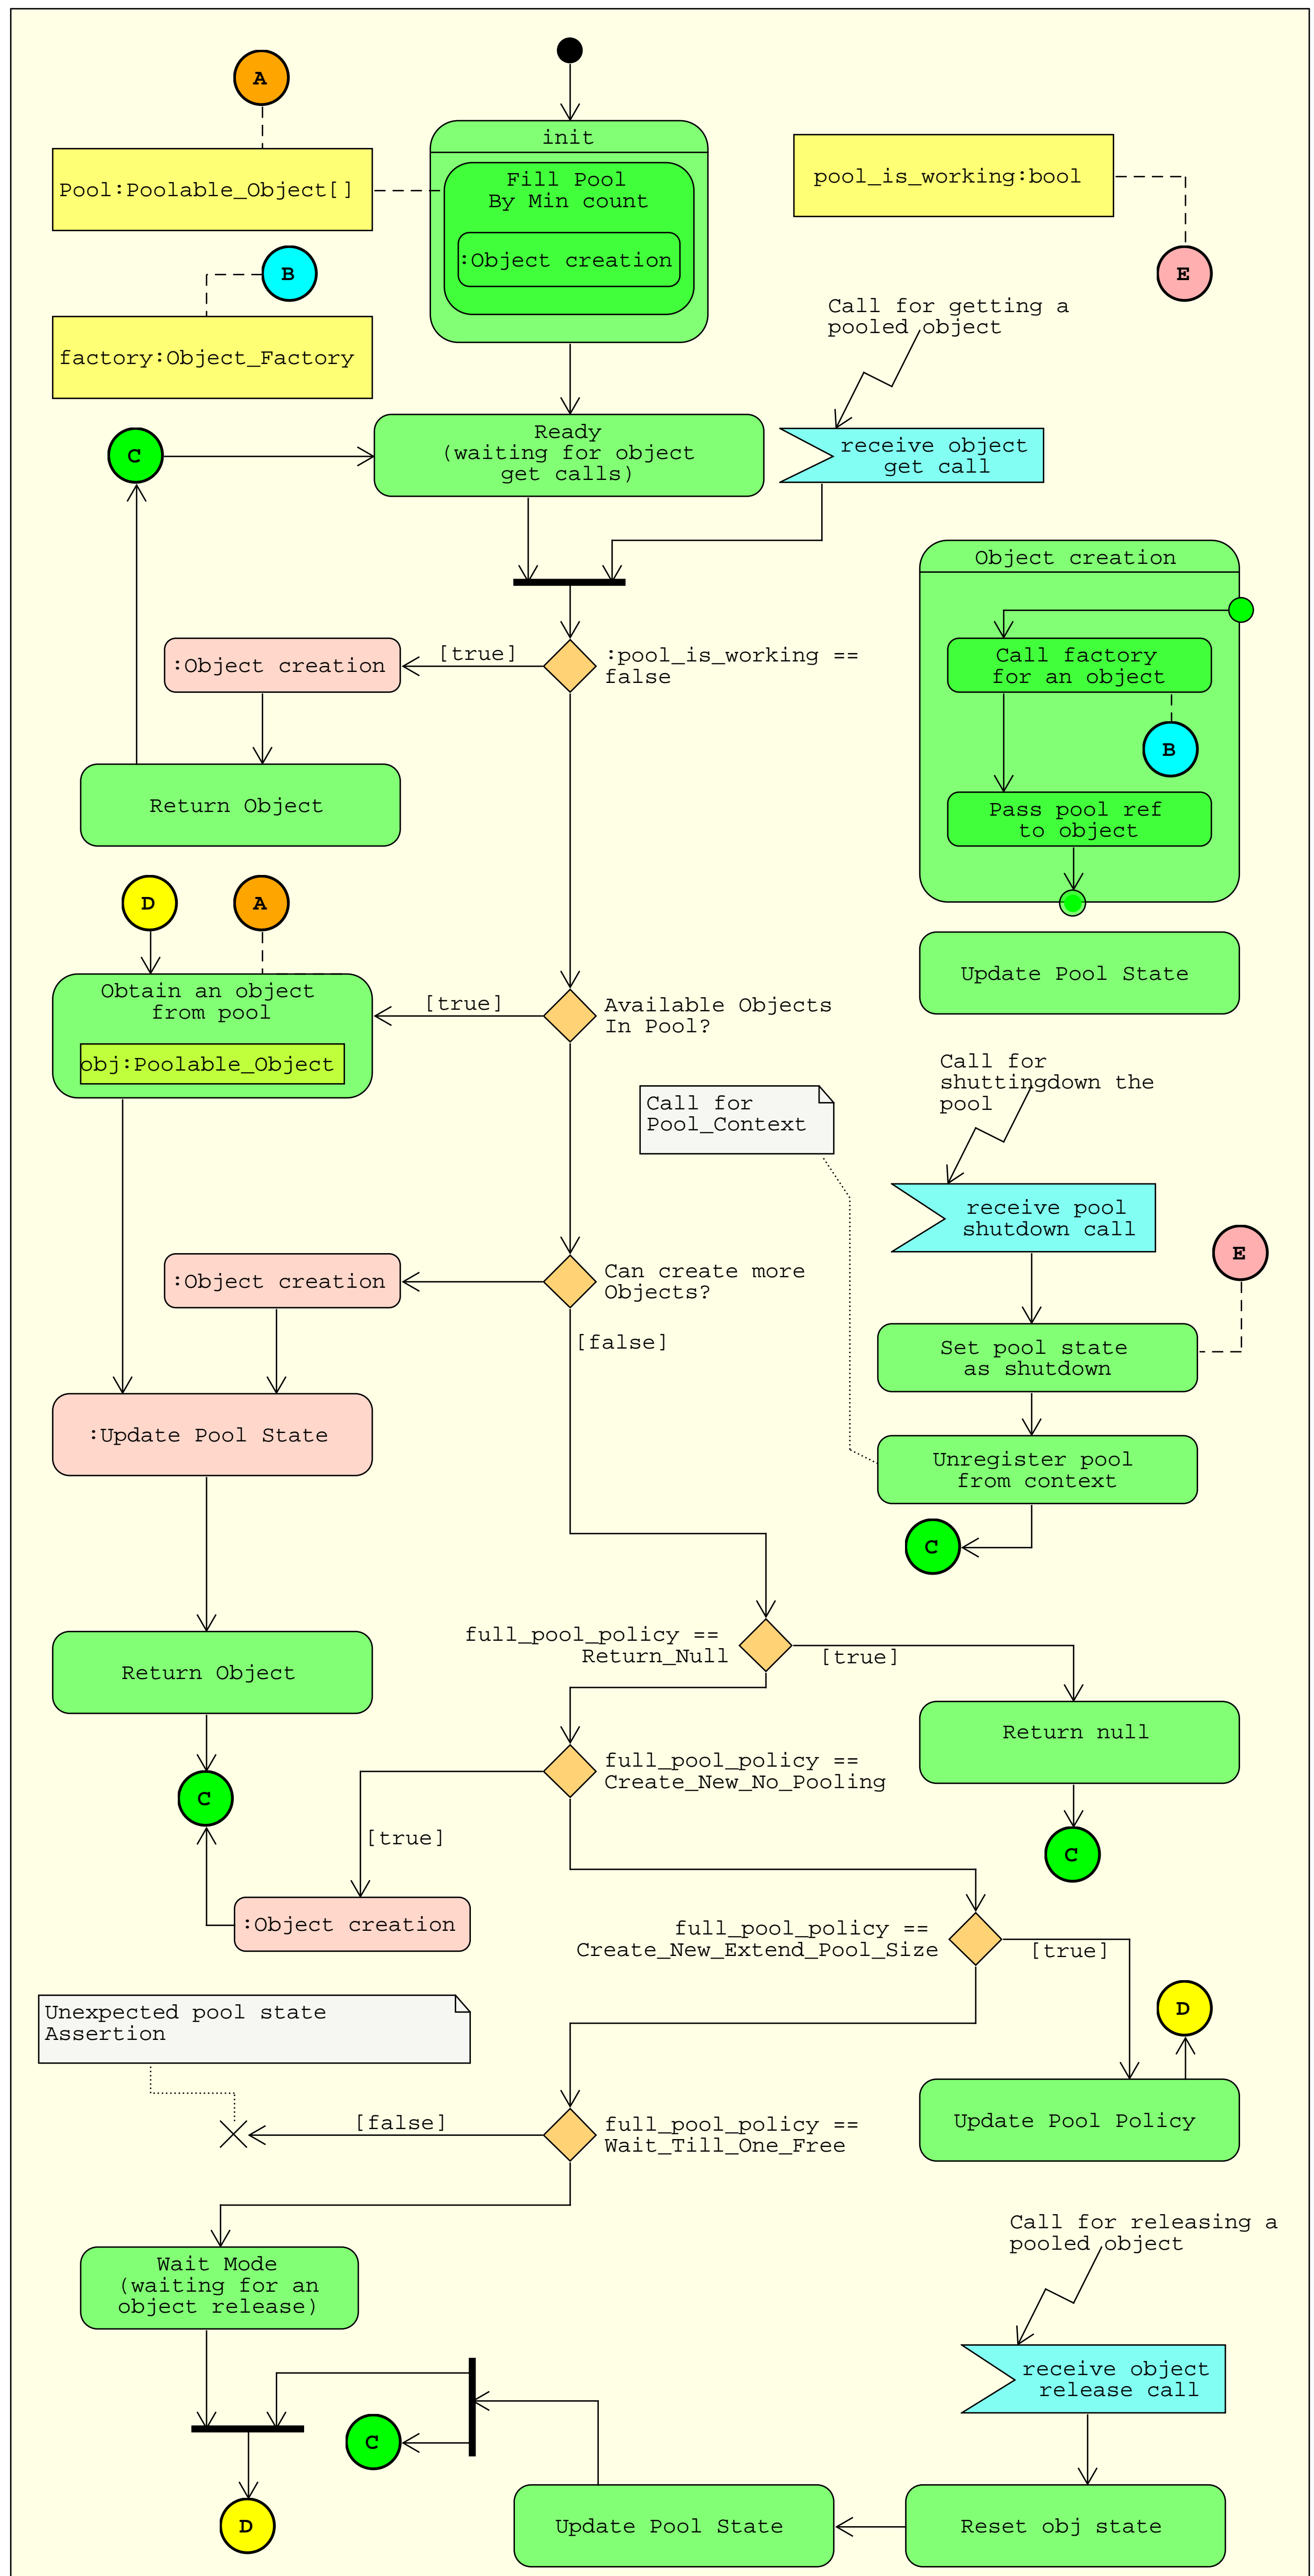 A
init
Fill Pool
By Min count
:Object creation
Pool:Poolable_Object[]
pool_is_working:bool
B
E
factory:Object_Factory
Call for getting a
pooled object
C
Ready
(waiting for object
get calls)
receive object
get call
Object creation
Call factory
for an object
B
Pass pool ref
to object
:Object creation
[true]
:pool_is_working ==
false
Return Object
D
A
Update Pool State
Obtain an object
from pool
obj:Poolable_Object
[true]
Available Objects
In Pool?
Call for
shuttingdown the
pool
Call for
Pool_Context
receive pool
shutdown call
E
:Object creation
Can create more
Objects?
[false]
Set pool state
as shutdown
:Update Pool State
Unregister pool
from context
C
full_pool_policy ==
Return_Null
[true]
Return Object
Return null
full_pool_policy ==
Create_New_No_Pooling
C
[true]
C
:Object creation
full_pool_policy ==
Create_New_Extend_Pool_Size
[true]
D
Unexpected pool state
Assertion
[false]
full_pool_policy ==
Wait_Till_One_Free
Update Pool Policy
Call for releasing a
pooled object
Wait Mode
(waiting for an
object release)
receive object
release call
C
D
Update Pool State
Reset obj state